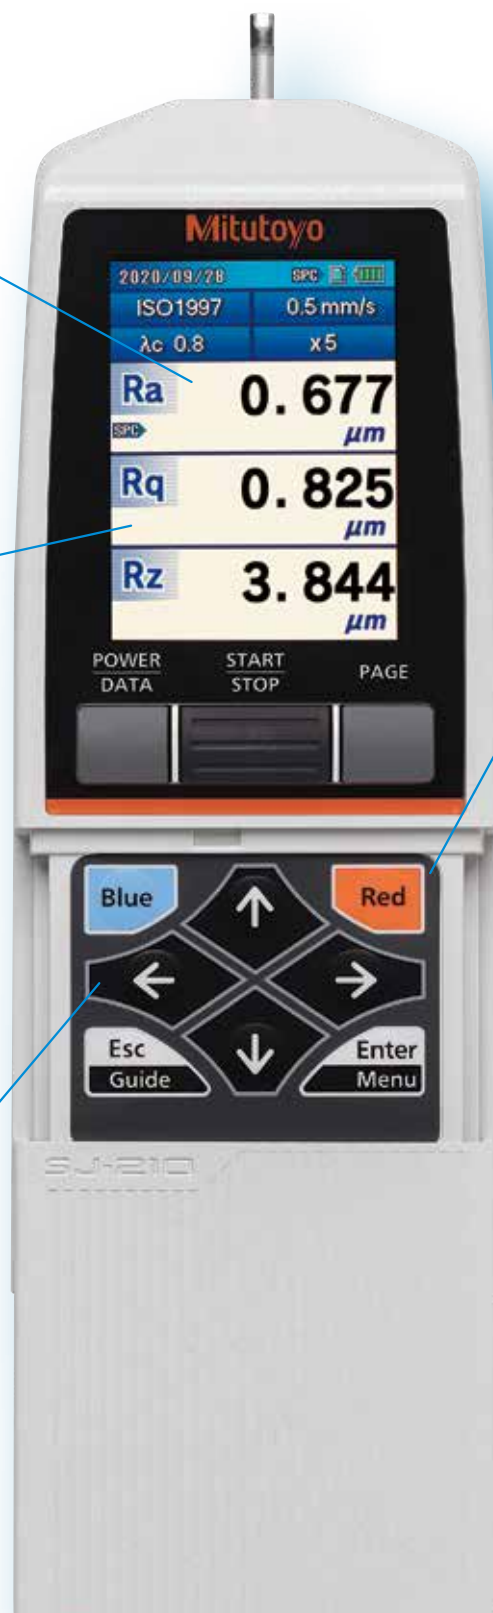 Mitutoyo
2020/09/28 SPC
ISO1997 0.5 mm/s
λc 0.8 x5
Ra 0.677
SPC μm
Rq 0.825
μm
Rz 3.844
μm
POWER START PAGE
DATA STOP
Blue Red
Esc Enter
Guide Menu
SJ-210